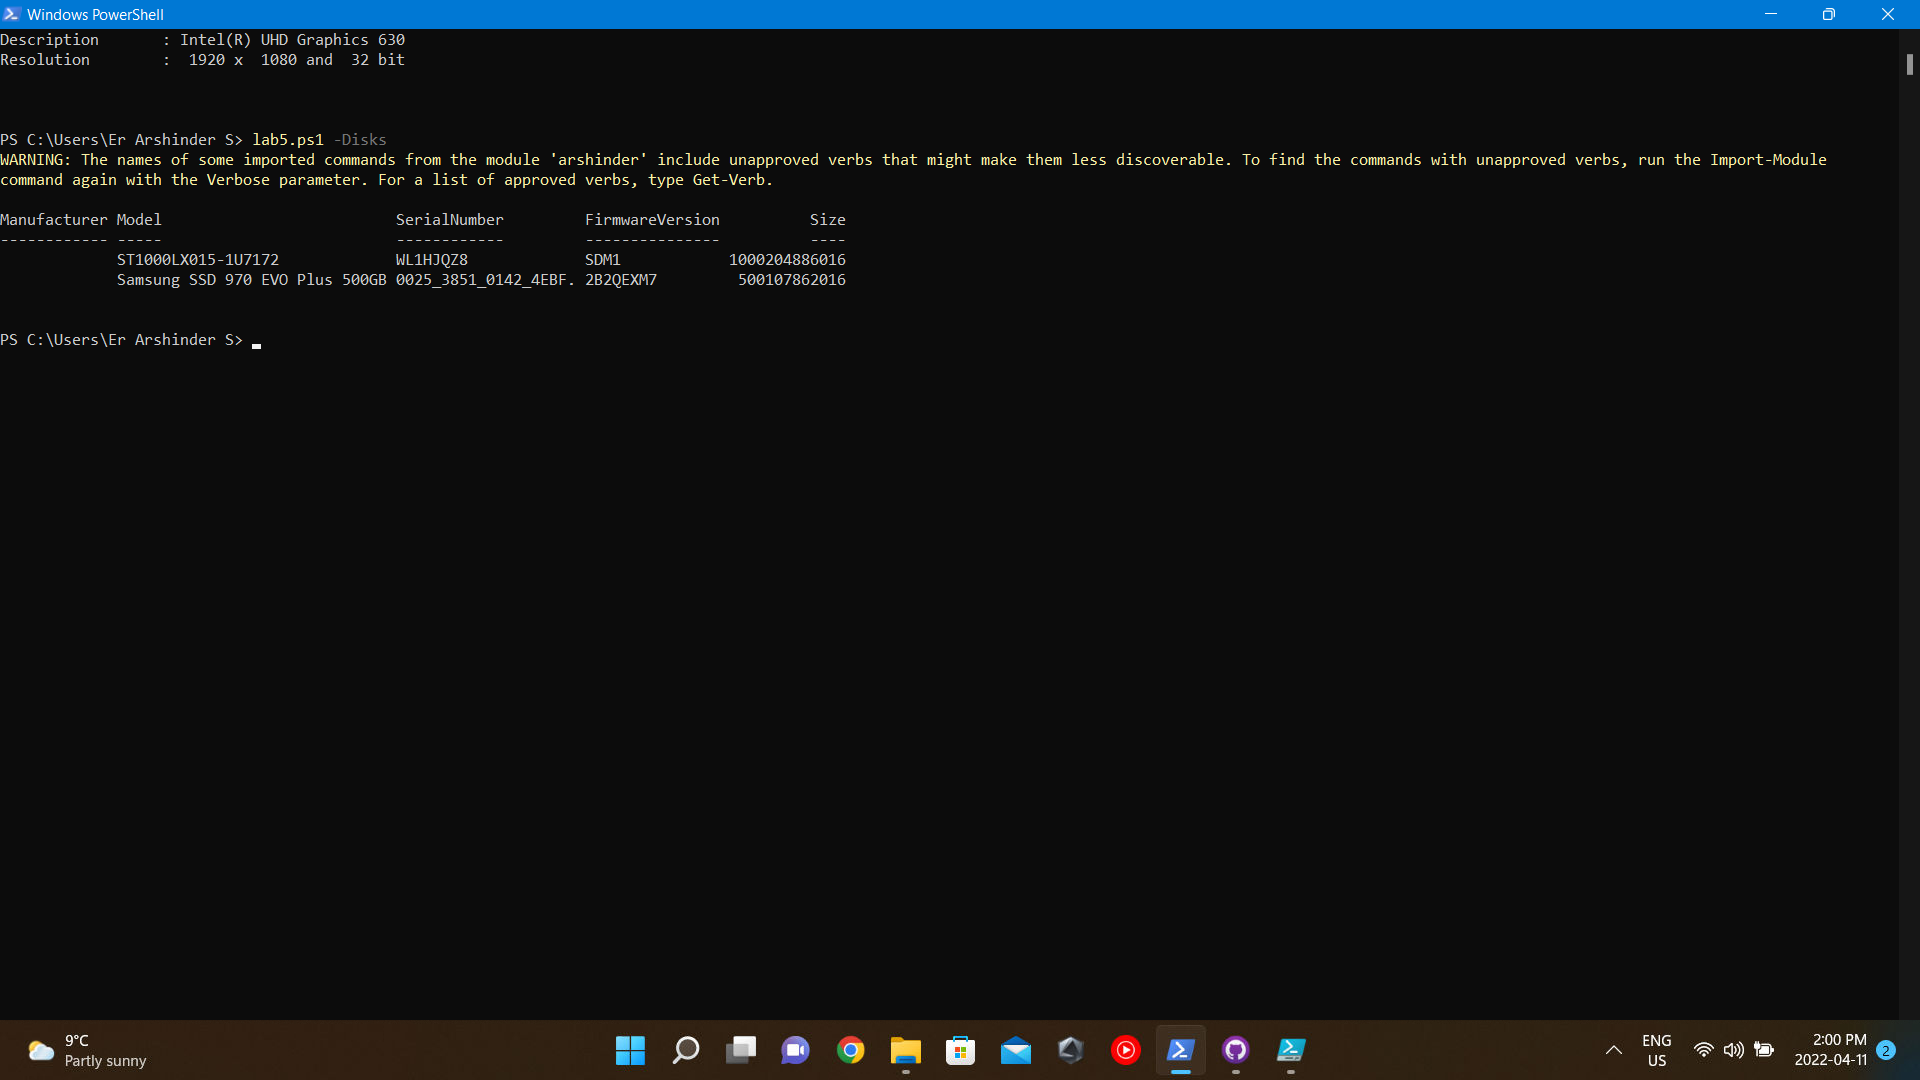 Windows PowerShell
Description       : Intel(R) UHD Graphics 630
Resolution        :  1920 x  1080 and  32 bit
PS C:\Users\Er Arshinder S> lab5.ps1 -Disks
WARNING: The names of some imported commands from the module 'arshinder' include unapproved verbs that might make them less discoverable. To find the commands with unapproved verbs, run the Import-Module
command again with the Verbose parameter. For a list of approved verbs, type Get-Verb.
Manufacturer Model                          SerialNumber         FirmwareVersion          Size
------------ -----                          ------------         ---------------          ----
             ST1000LX015-1U7172             WL1HJQZ8             SDM1            1000204886016
             Samsung SSD 970 EVO Plus 500GB 0025_3851_0142_4EBF. 2B2QEXM7         500107862016
PS C:\Users\Er Arshinder S>
9°C
Partly sunny
ENG
US
2:00 PM
2022-04-11
2